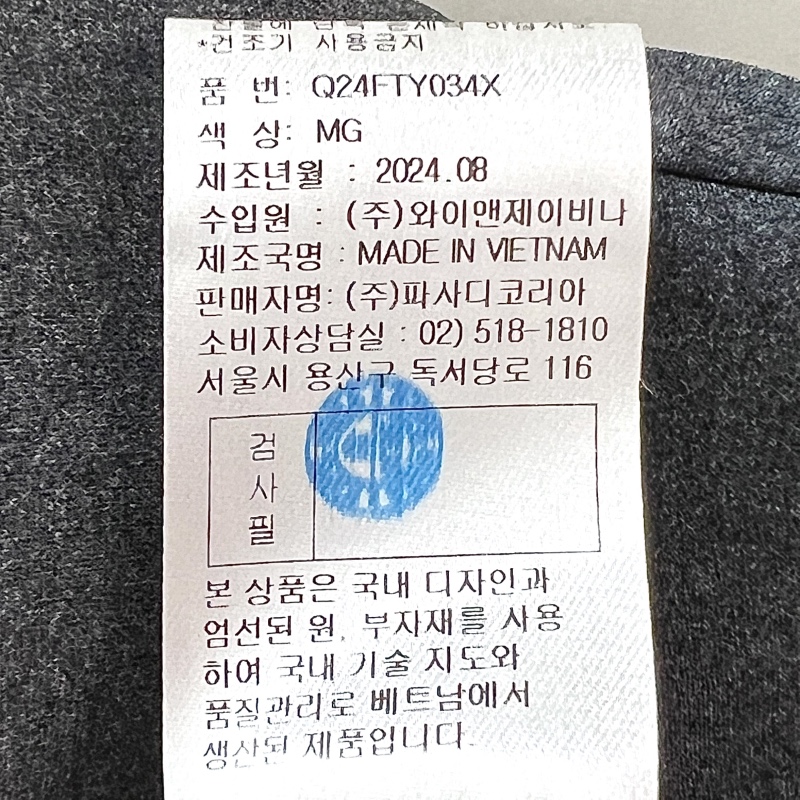 *건조기 사용금지
품 번: Q24FTY034X
색 상: MG
제조년월 : 2024.08
수입원 : (주)와이앤제이비나
제조국명 : MADE IN VIETNAM
판매자명: (주)파사디코리아
소비자상담실 : 02) 518-1810
서울시 용산구 독서당로 116
검
사
필
본 상품은 국내 디자인과
엄선된 원, 부자재를 사용
하여 국내 기술 지도와
품질관리로 베트남에서
생산된 제품입니다.